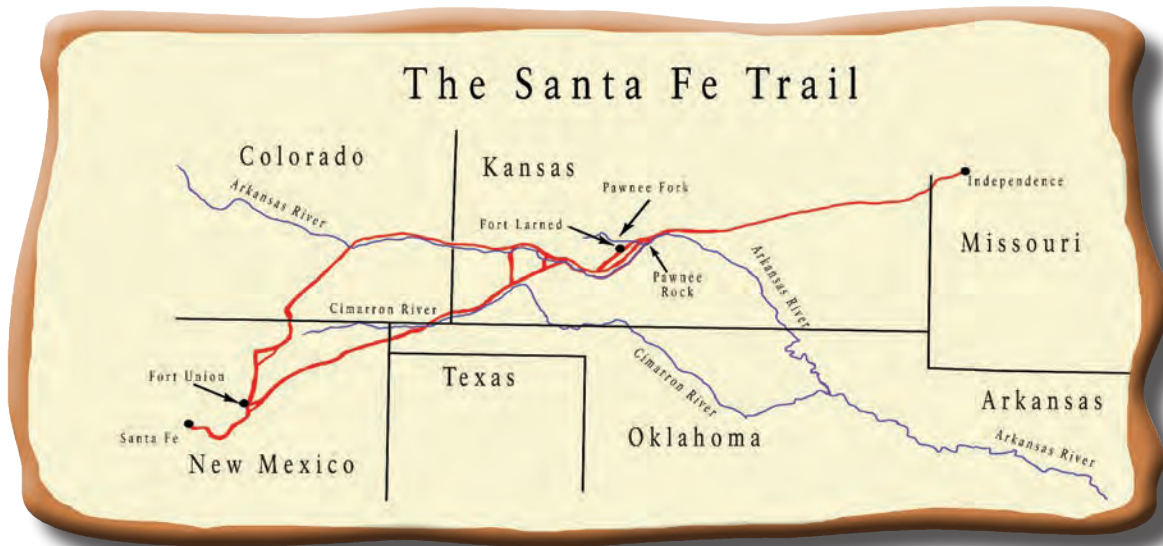 The Santa Fe Trail
Colorado
Kansas
Arkansas River
Pawnee Fork
Independence
Fort Larned
Missouri
Pawnee
Rock
Arkansas River
Cimarron River
Fort Union
Texas
Cimarron River
Arkansas
Santa Fe
Oklahoma
New Mexico
Arkansas River